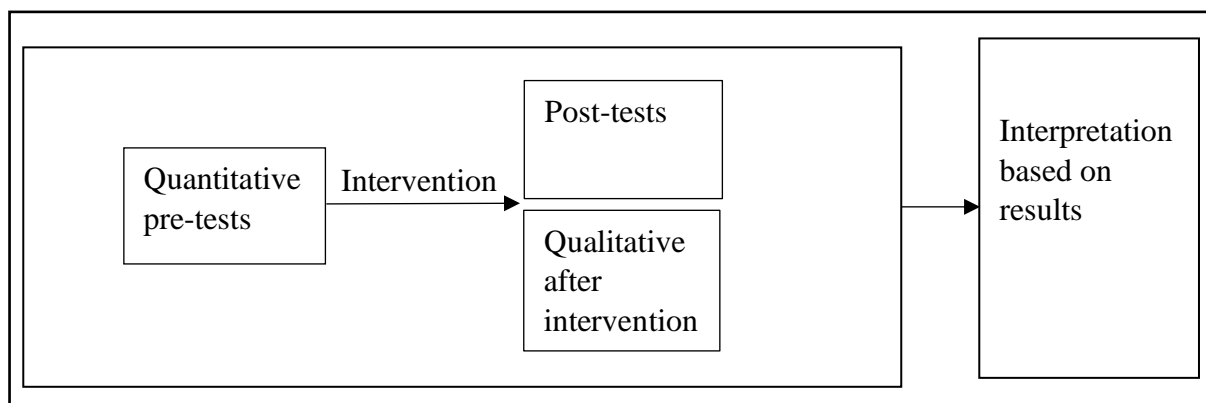 Quantitative
pre-tests
Intervention
Post-tests
Qualitative
after
intervention
Interpretation
based on
results